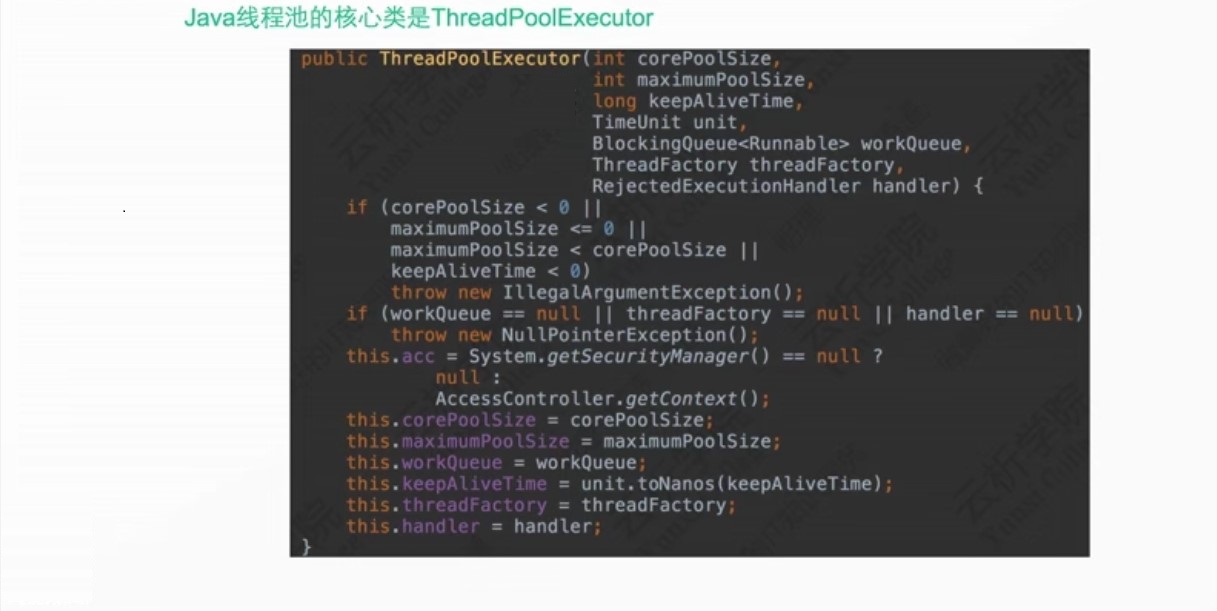 Java线程池的核心类是ThreadPoolExecutor
public ThreadPoolExecutor(int corePoolSize,
int maximumPoolSize,
long keepAliveTime,
TimeUnit unit,
BlockingQueue<Runnable> workQueue,
ThreadFactory threadFactory,
RejectedExecutionHandler handler) {
if (corePoolSize < 0 ||
maximumPoolSize <= 0 ||
maximumPoolSize < corePoolSize ||
keepAliveTime < 0)
throw new IllegalArgumentException();
if (workQueue == null || threadFactory == null || handler == null)
throw new NullPointerException();
this.acc = System.getSecurityManager() == null ?
null :
AccessController.getContext();
this.corePoolSize = corePoolSize;
this.maximumPoolSize = maximumPoolSize;
this.workQueue = workQueue;
this.keepAliveTime = unit.toNanos(keepAliveTime);
this.threadFactory = threadFactory;
this.handler = handler;
}